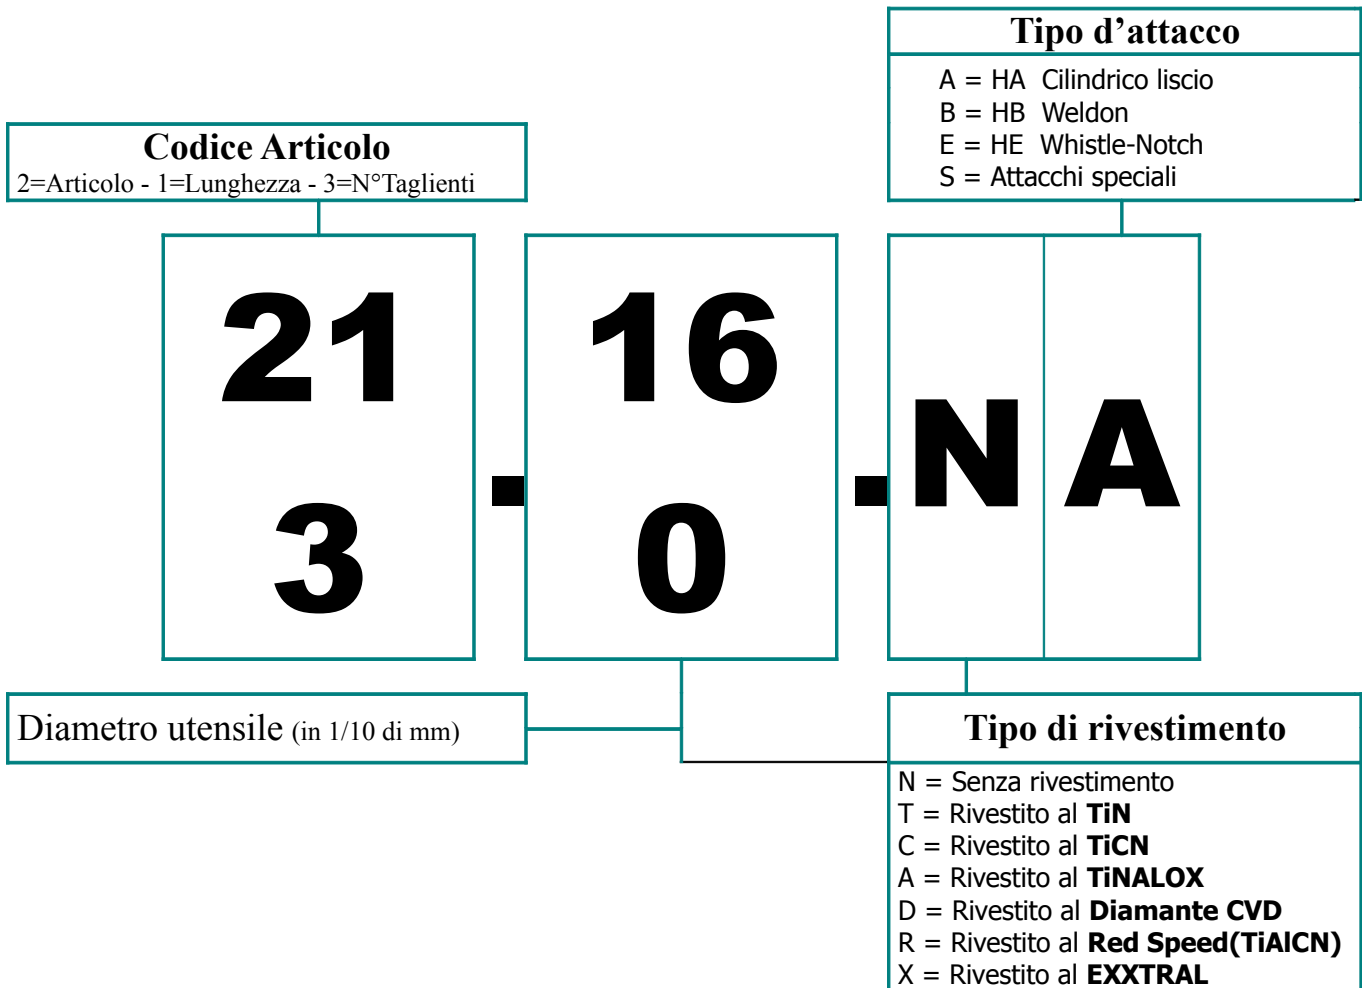 Tipo d’attacco
A = HA Cilindrico liscio
B = HB Weldon
E = HE Whistle-Notch
S = Attacchi speciali
Codice Articolo
2=Articolo - 1=Lunghezza - 3=N°Taglienti
21
3
-
16
0
-
N
A
Diametro utensile (in 1/10 di mm)
Tipo di rivestimento
N = Senza rivestimento
T = Rivestito al TiN
C = Rivestito al TiCN
A = Rivestito al TiNALOX
D = Rivestito al Diamante CVD
R = Rivestito al Red Speed(TiAlCN)
X = Rivestito al EXXTRAL